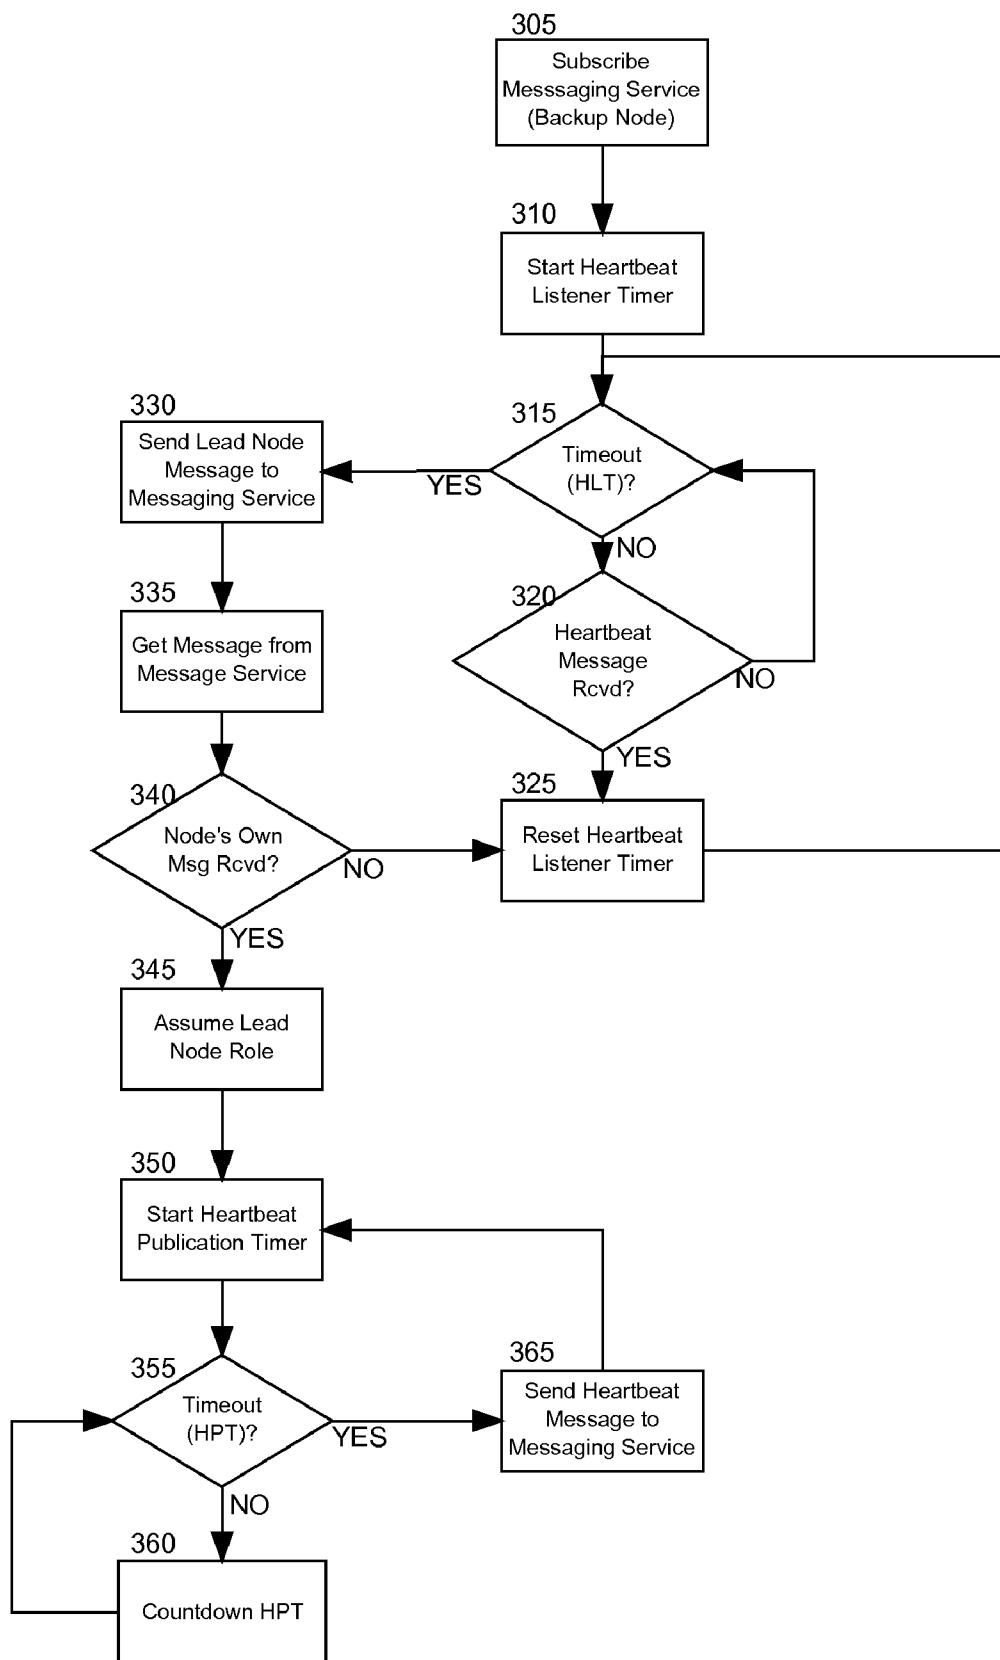 305
Subscribe
Messsaging Service
(Backup Node)
310
Start Heartbeat
Listener Timer
315
Timeout
(HLT)?
YES
NO
320
Heartbeat
Message
Rcvd?
NO
YES
325
Reset Heartbeat
Listener Timer
330
Send Lead Node
Message to
Messaging Service
335
Get Message from
Message Service
340
Node's Own
Msg Rcvd?
NO
YES
345
Assume Lead
Node Role
350
Start Heartbeat
Publication Timer
355
Timeout
(HPT)?
YES
NO
360
Countdown HPT
365
Send Heartbeat
Message to
Messaging Service